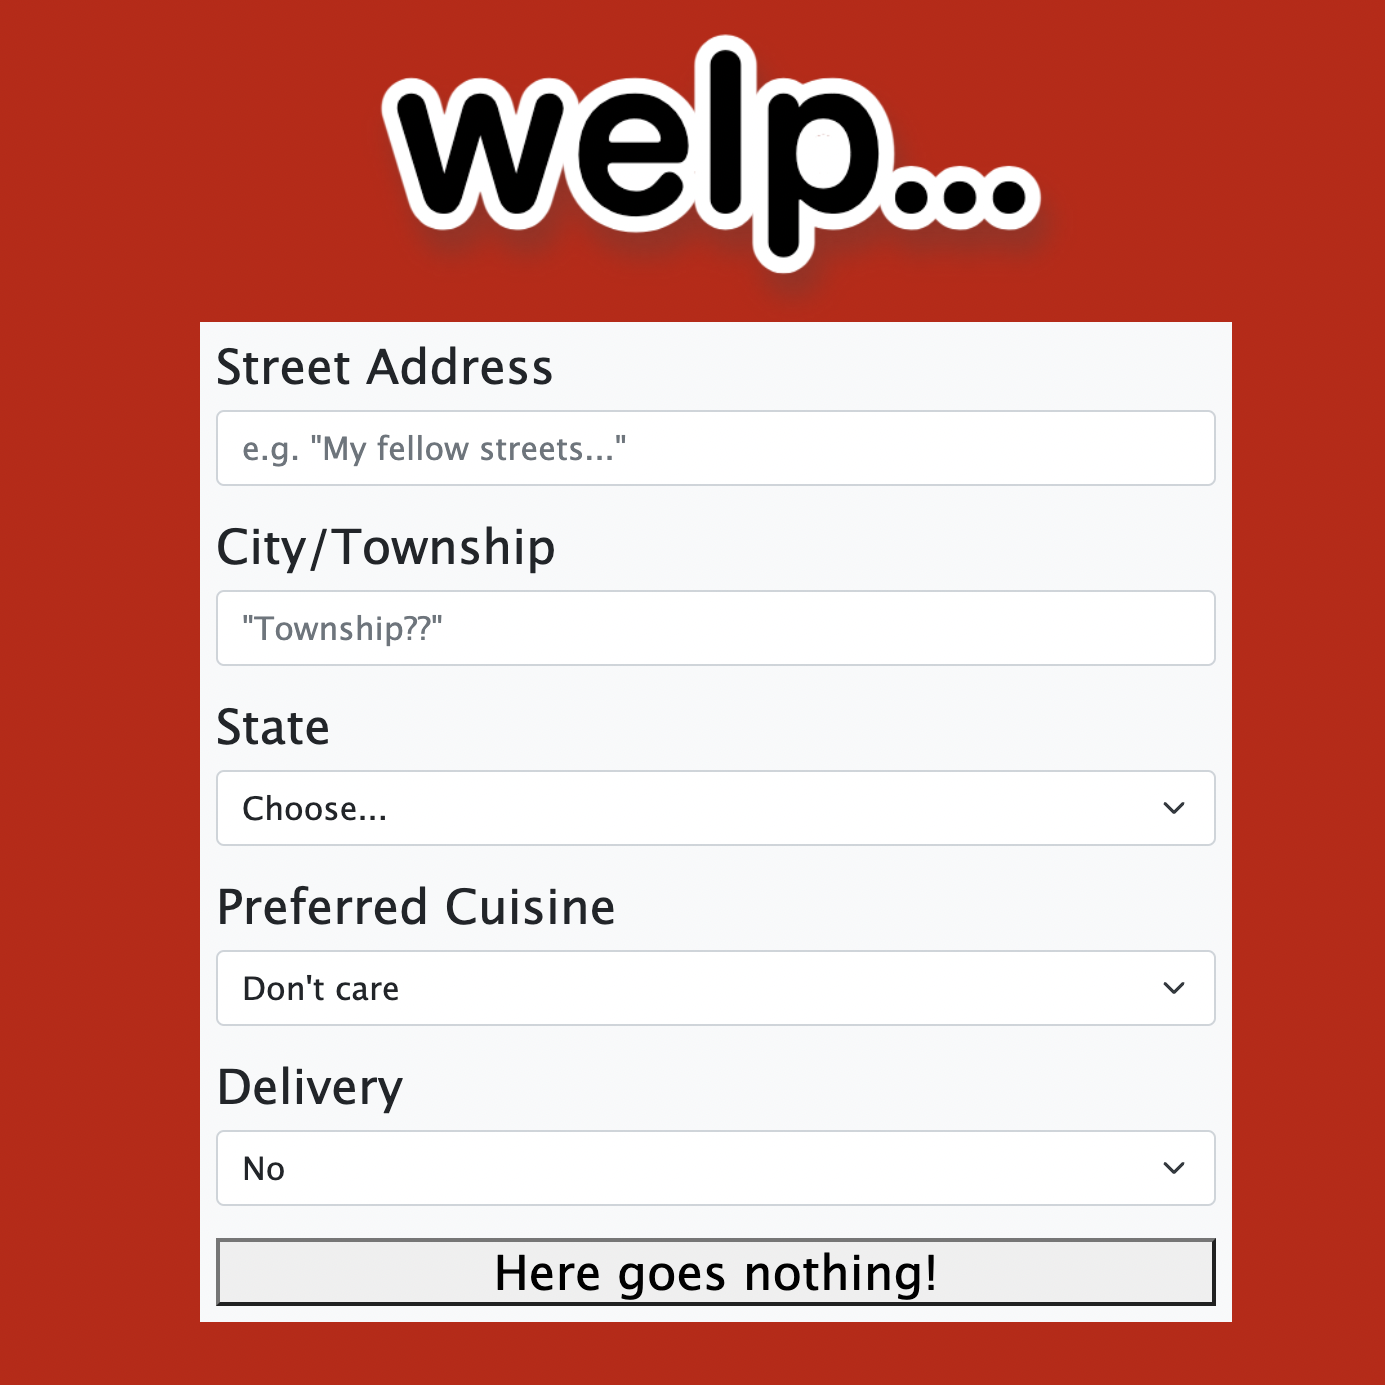 welp...
Street Address
e.g. "My fellow streets..."
City/Township
"Township??"
State
Choose...
Preferred Cuisine
Don't care
Delivery
No
Here goes nothing!